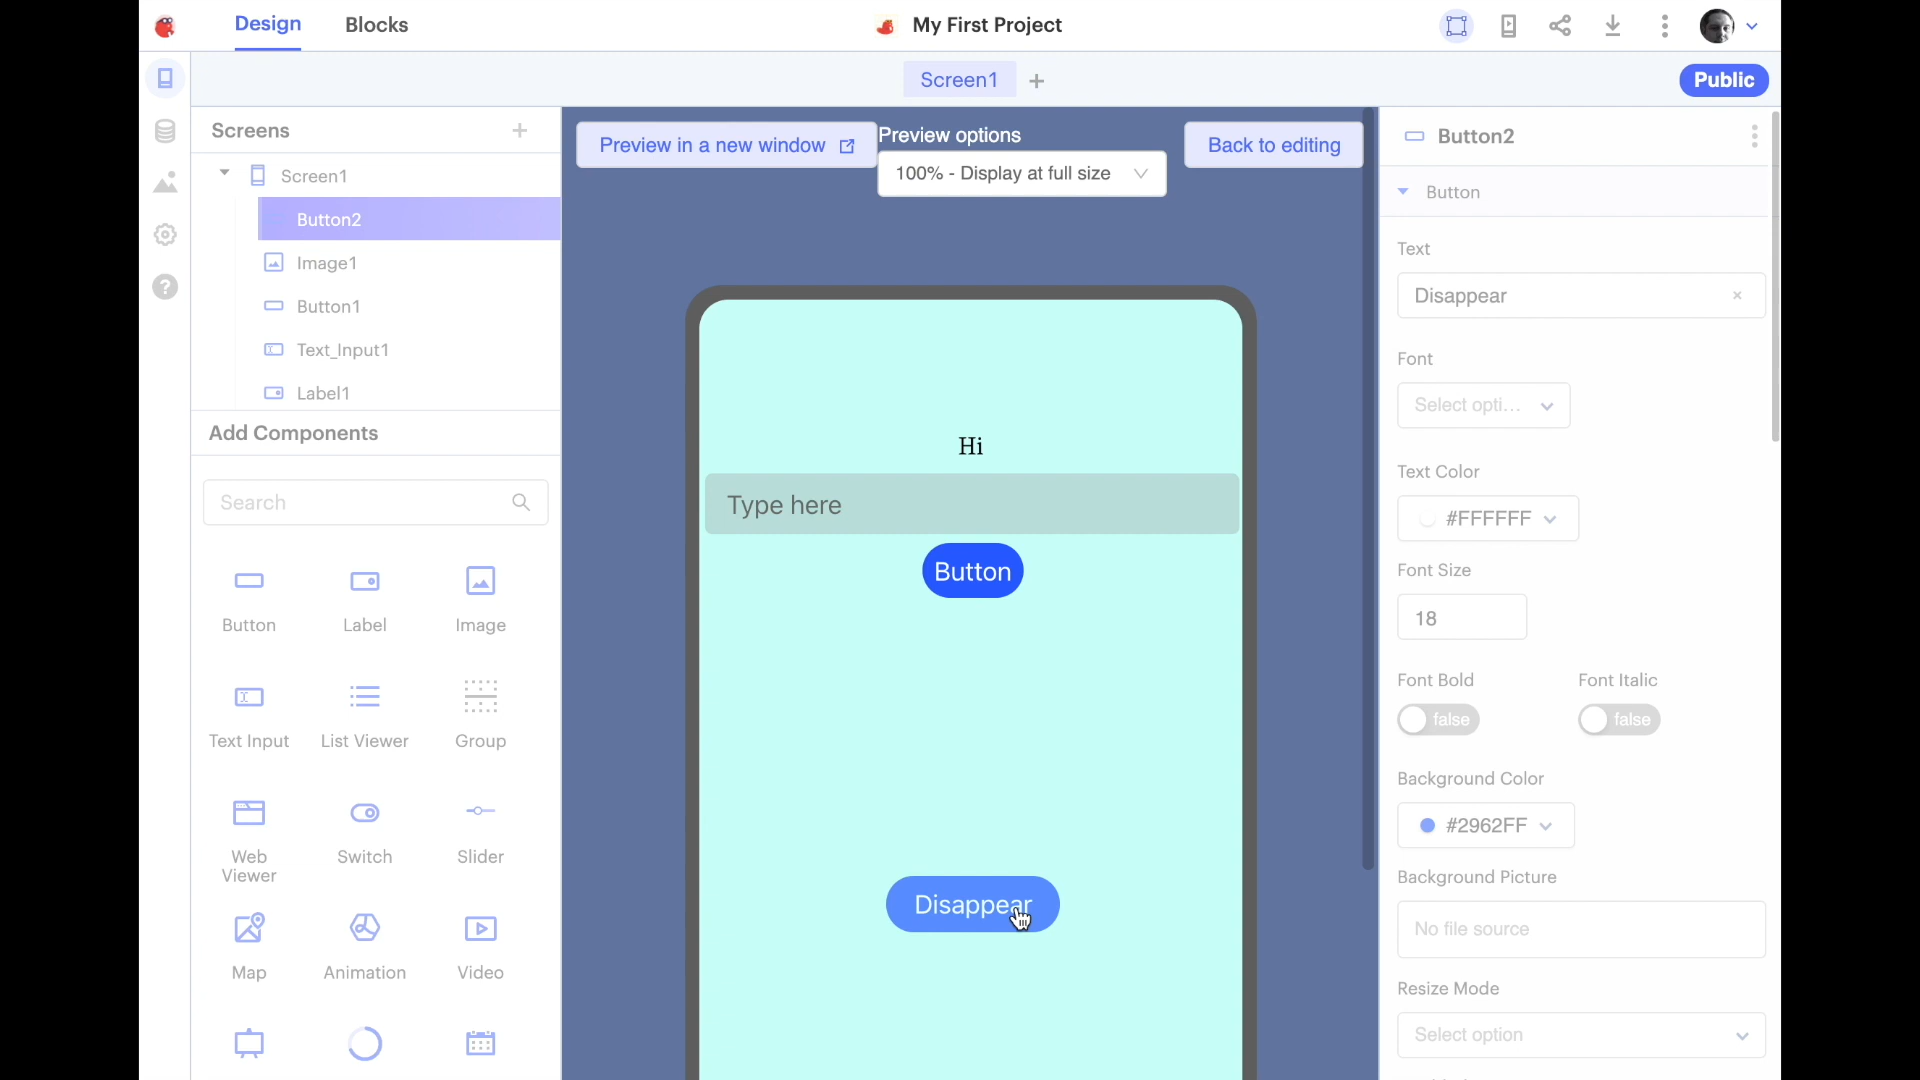 Design
Blocks
My First Project
Screen1
Public
Screens
Screen1
Button2
Image1
Button1
Text_Input1
Label1
Add Components
Search
Button
Label
Image
Text Input
List Viewer
Group
Web
Viewer
Switch
Slider
Map
Animation
Video
Preview in a new window
Preview options
100% - Display at full size
Back to editing
Hi
Type here
Button
Disappear
Button2
Button
Text
Disappear
Font
Select opti...
Text Color
#FFFFFF
Font Size
18
Font Bold
Font Italic
false
false
Background Color
#2962FF
Background Picture
No file source
Resize Mode
Select option